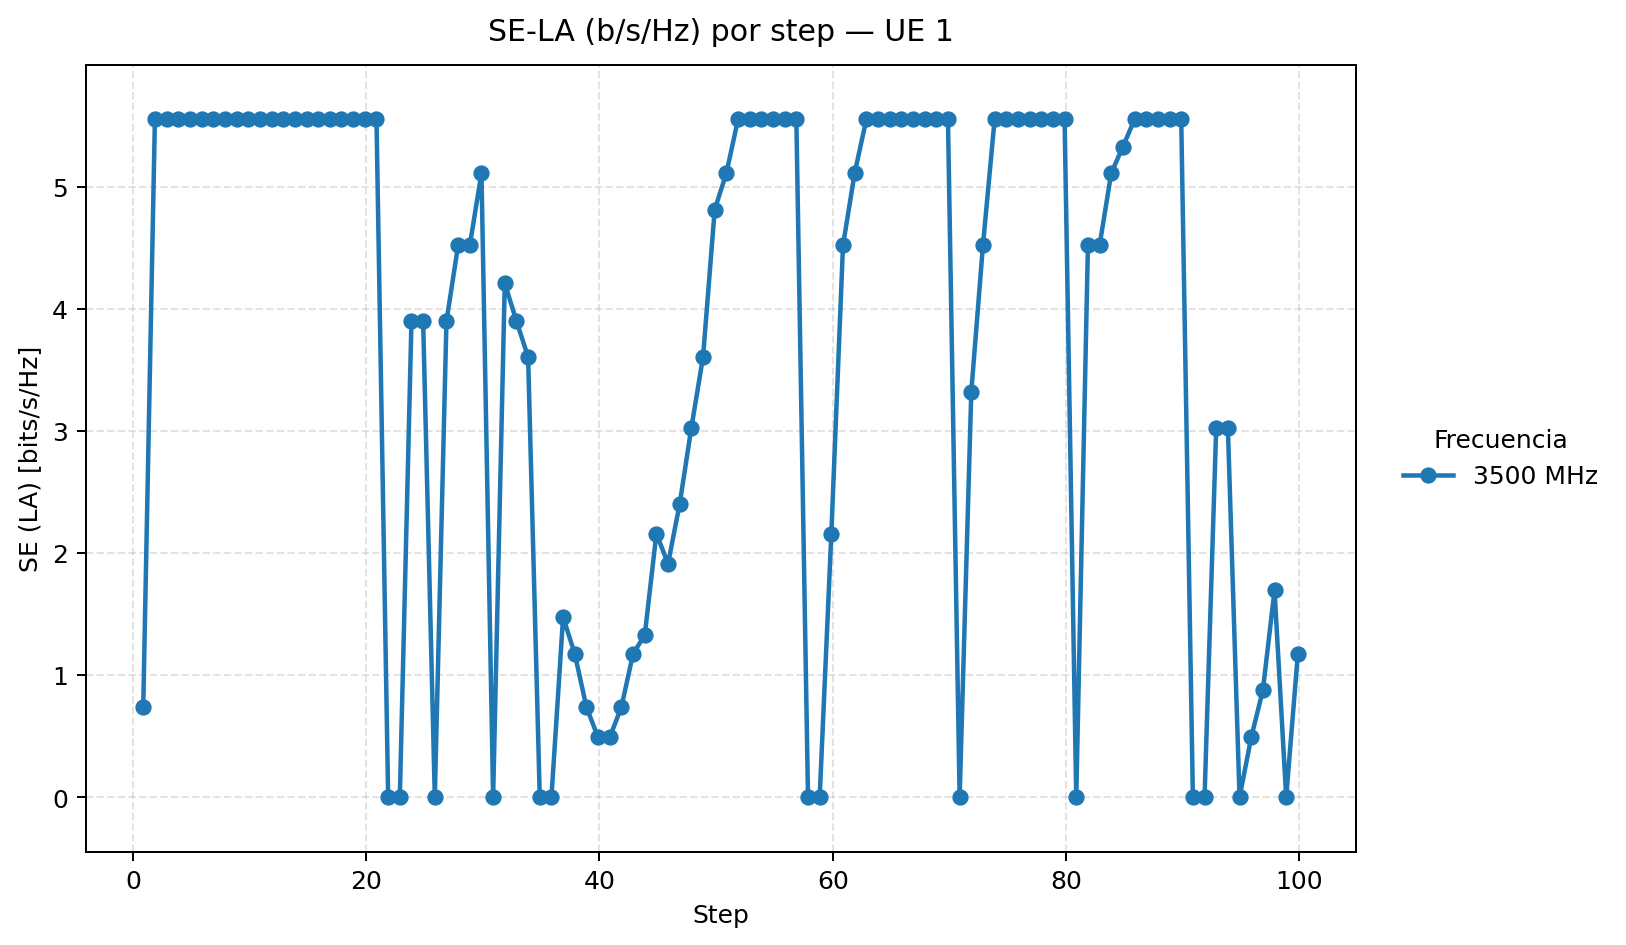 SE-LA (b/s/Hz) por step — UE 1
SE (LA) [bits/s/Hz]
5
4
3
2
1
0
0 20 40 60 80 100
Step
Frecuencia
3500 MHz